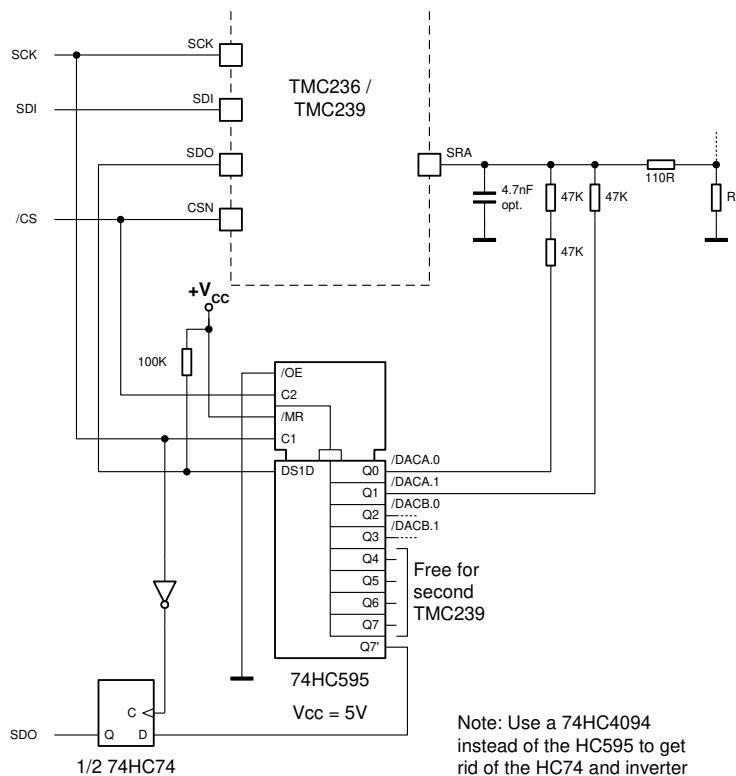 SCK
SCK
TMC236 /
TMC239
SDI
SDI
SDO
SRA
110R
4.7nF
opt.
47K
47K
R
/CS
CSN
47K
+VCC
100K
/OE
C2
/MR
C1
/DACA.0
DS1D
Q0
/DACA.1
Q1
/DACB.0
Q2
/DACB.1
Q3
Q4
Q5
Q6
Q7
Free for
second
TMC239
Q7'
74HC595
Vcc = 5V
C
SDO
Q
D
1/2 74HC74
Note: Use a 74HC4094
instead of the HC595 to get
rid of the HC74 and inverter